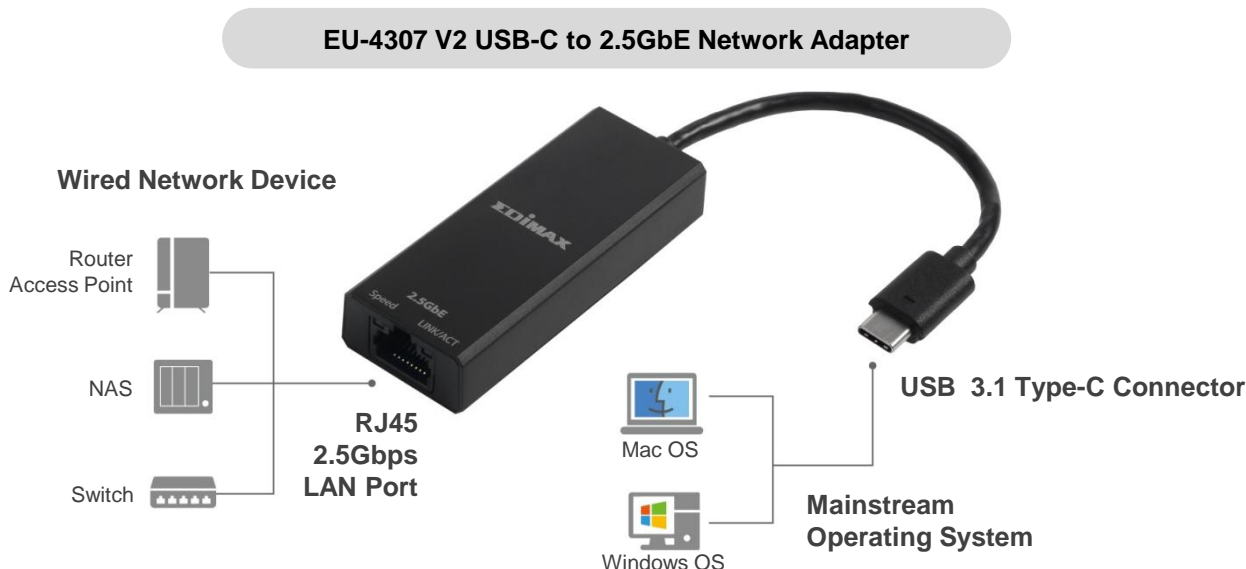 EU-4307 V2 USB-C to 2.5GbE Network Adapter
Wired Network Device
Router
Access Point
NAS
Switch
EDIMAX
2.5GbE
Speed
LINK/ACT
RJ45
2.5Gbps
LAN Port
USB 3.1 Type-C Connector
Mac OS
Windows OS
Mainstream
Operating System